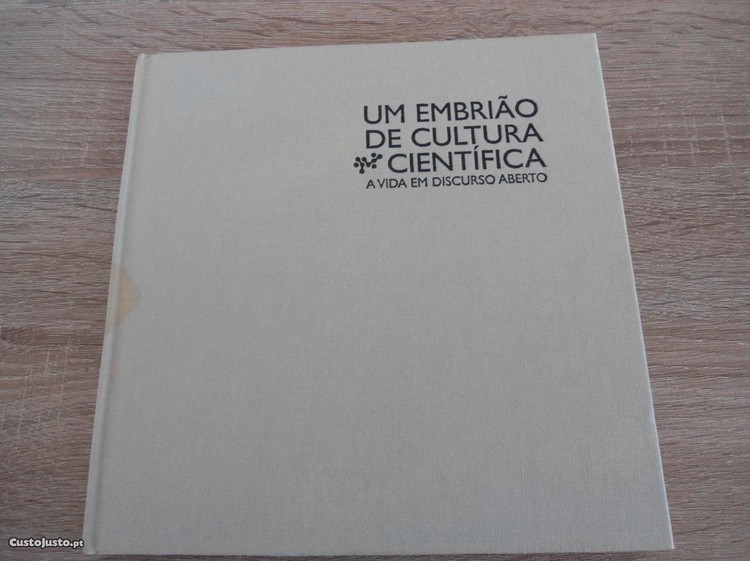 UM EMBRIÃO
DE CULTURA
CIENTÍFICA
A VIDA EM DISCURSO ABERTO
CustoJusto.pt